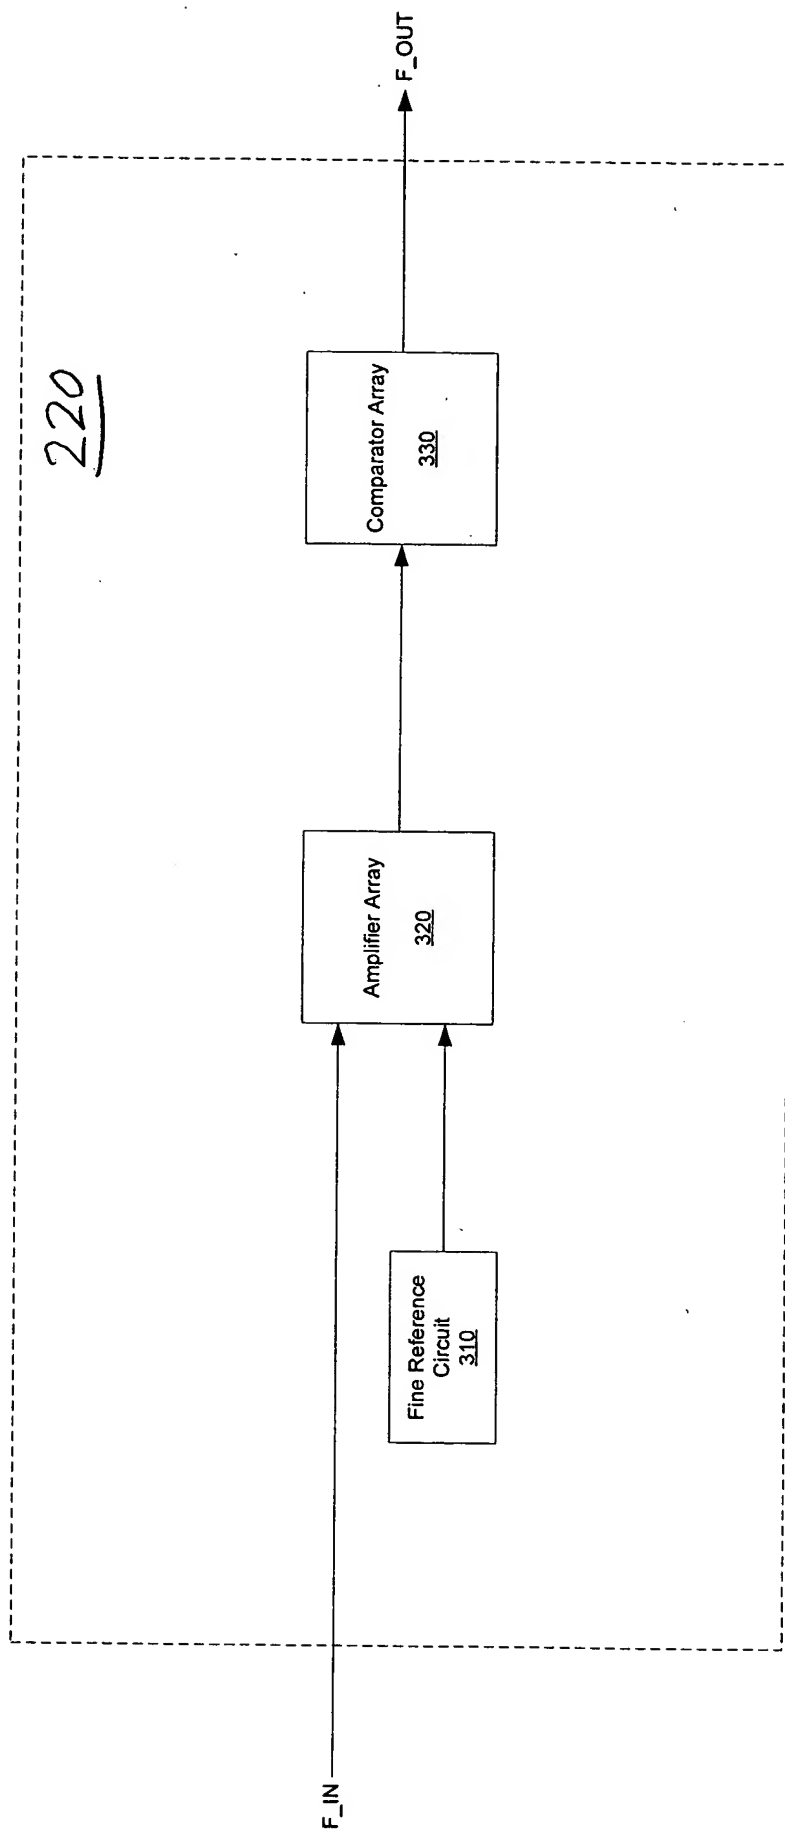 220
F_IN
Fine Reference
Circuit
310
Amplifier Array
320
Comparator Array
330
F_OUT